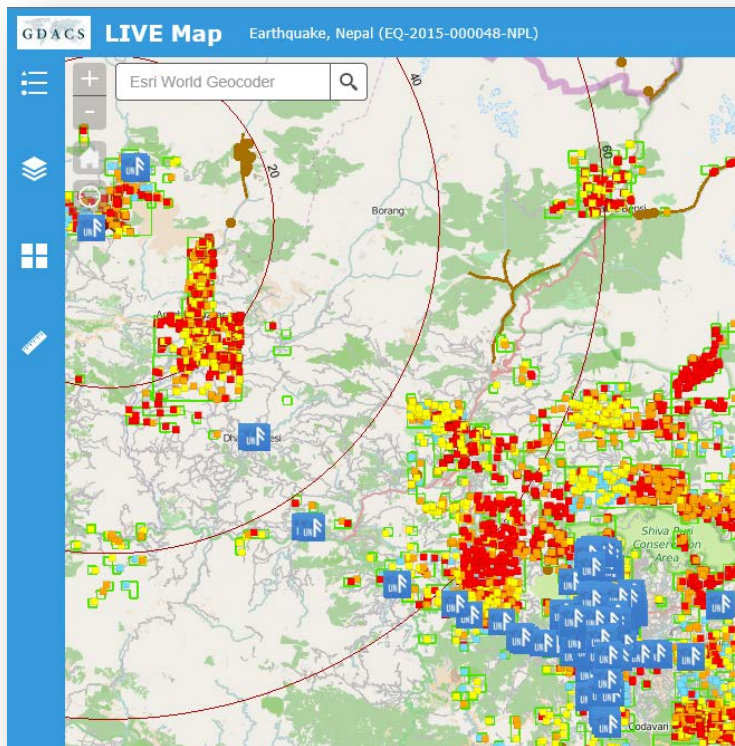 GDACS LIVE Map Earthquake, Nepal (EQ-2015-000048-NPL)
Esri World Geocoder
40
60
20
Borang
Shiva Puri
Conservation
Area
Codavari